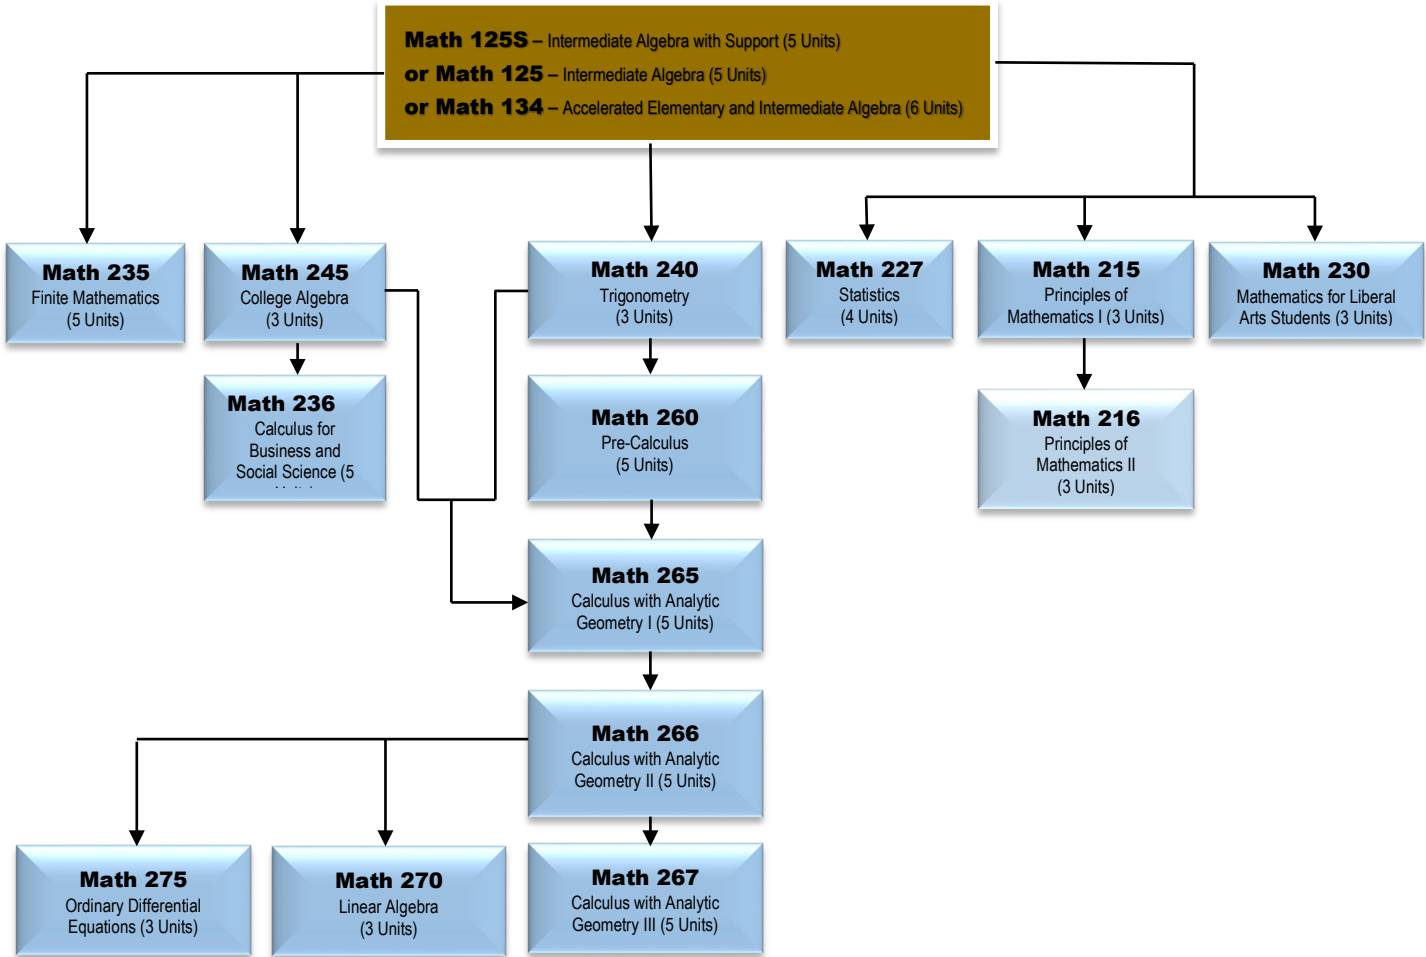 Math 125S – Intermediate Algebra with Support (5 Units)
or Math 125 – Intermediate Algebra (5 Units)
or Math 134 – Accelerated Elementary and Intermediate Algebra (6 Units)
Math 235
Finite Mathematics
(5 Units)
Math 245
College Algebra
(3 Units)
Math 240
Trigonometry
(3 Units)
Math 227
Statistics
(4 Units)
Math 215
Principles of
Mathematics I (3 Units)
Math 230
Mathematics for Liberal
Arts Students (3 Units)
Math 236
Calculus for
Business and
Social Science (5
Math 260
Pre-Calculus
(5 Units)
Math 216
Principles of
Mathematics II
(3 Units)
Math 265
Calculus with Analytic
Geometry I (5 Units)
Math 266
Calculus with Analytic
Geometry II (5 Units)
Math 275
Ordinary Differential
Equations (3 Units)
Math 270
Linear Algebra
(3 Units)
Math 267
Calculus with Analytic
Geometry III (5 Units)